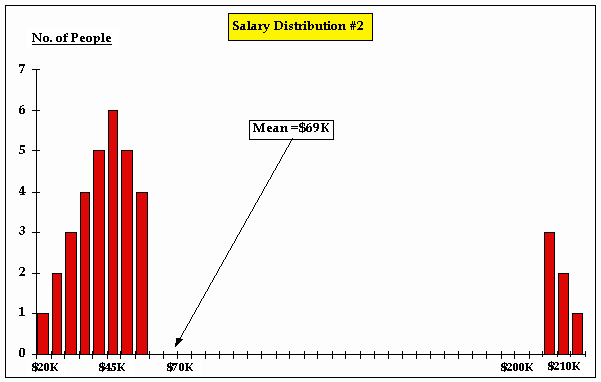 Salary Distribution #2
No. of People
7
6
Mean =$69K
5
4
3
2
1
0
$20K $45K $70K $200K $210K